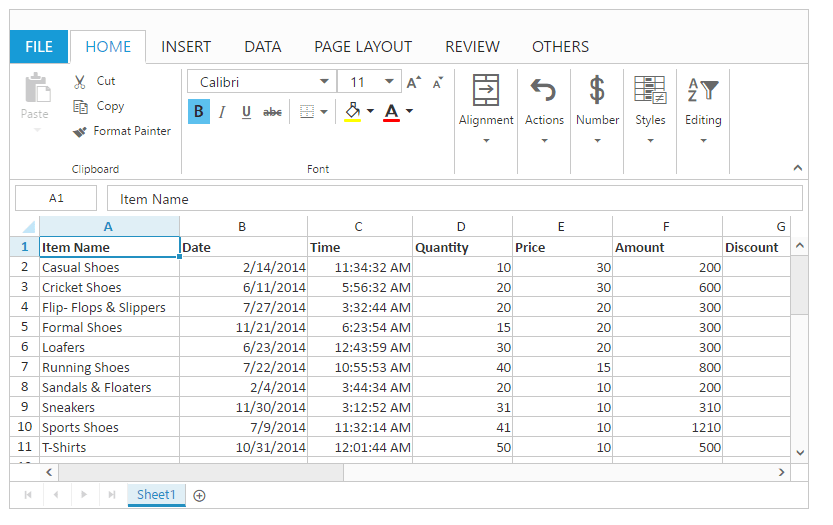 FILE HOME INSERT DATA PAGE LAYOUT REVIEW OTHERS
Paste Cut Copy Format Painter
Clipboard
Calibri 11 A A
B I U abc A
Font
Alignment Actions Number A Z Styles Editing
A1 Item Name
A B C D E F G
1 Item Name Date Time Quantity Price Amount Discount
2 Casual Shoes 2/14/2014 11:34:32 AM 10 30 200
3 Cricket Shoes 6/11/2014 5:56:32 AM 20 30 600
4 Flip- Flops & Slippers 7/27/2014 3:32:44 AM 20 20 300
5 Formal Shoes 11/21/2014 6:23:54 AM 15 20 300
6 Loafers 6/23/2014 12:43:59 AM 30 20 300
7 Running Shoes 7/22/2014 10:55:53 AM 40 15 800
8 Sandals & Floaters 2/4/2014 3:44:34 AM 20 10 200
9 Sneakers 11/30/2014 3:12:52 AM 31 10 310
10 Sports Shoes 7/9/2014 11:32:14 AM 41 10 1210
11 T-Shirts 10/31/2014 12:01:44 AM 50 10 500
Sheet1